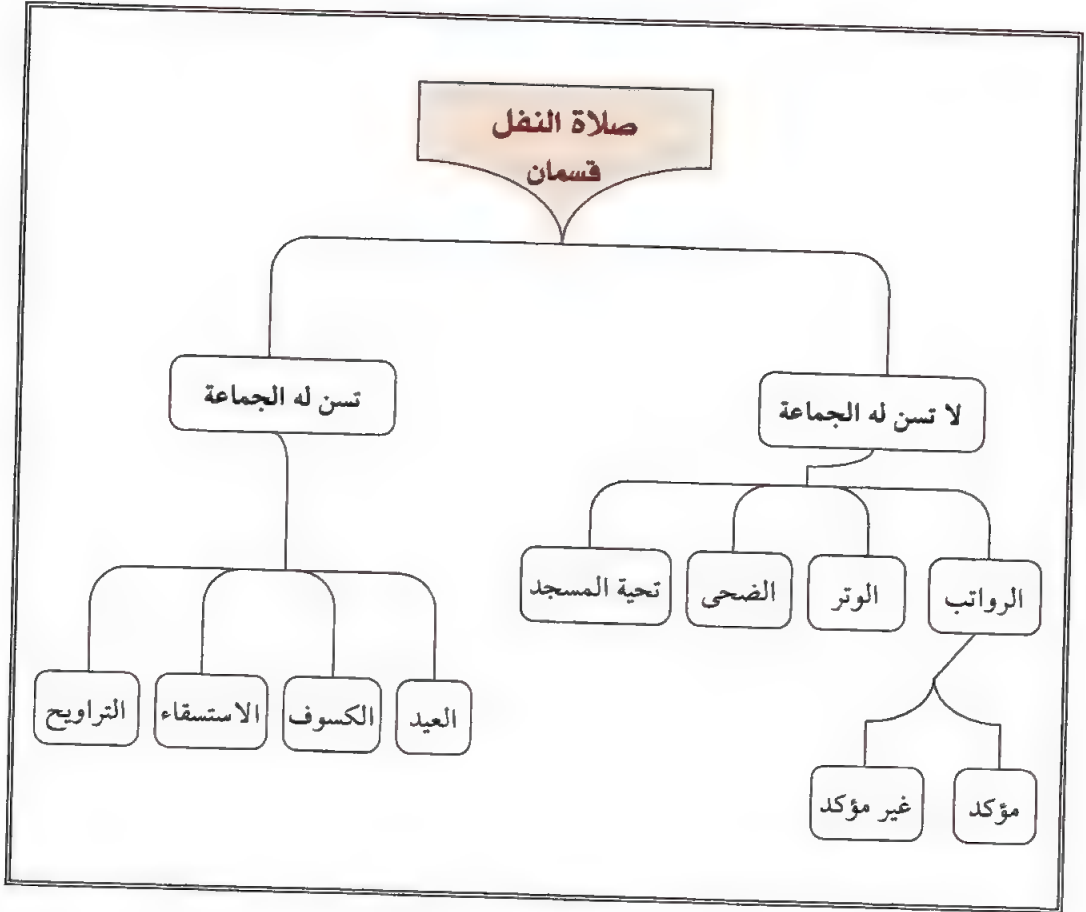 صلاة النفل
قسمان
لا تسن له الجماعة
تسن له الجماعة
الرواتب
الوتر
الضحى
تحية المسجد
مؤكد
غير مؤكد
العيد
الكسوف
الاستسقاء
التراويح